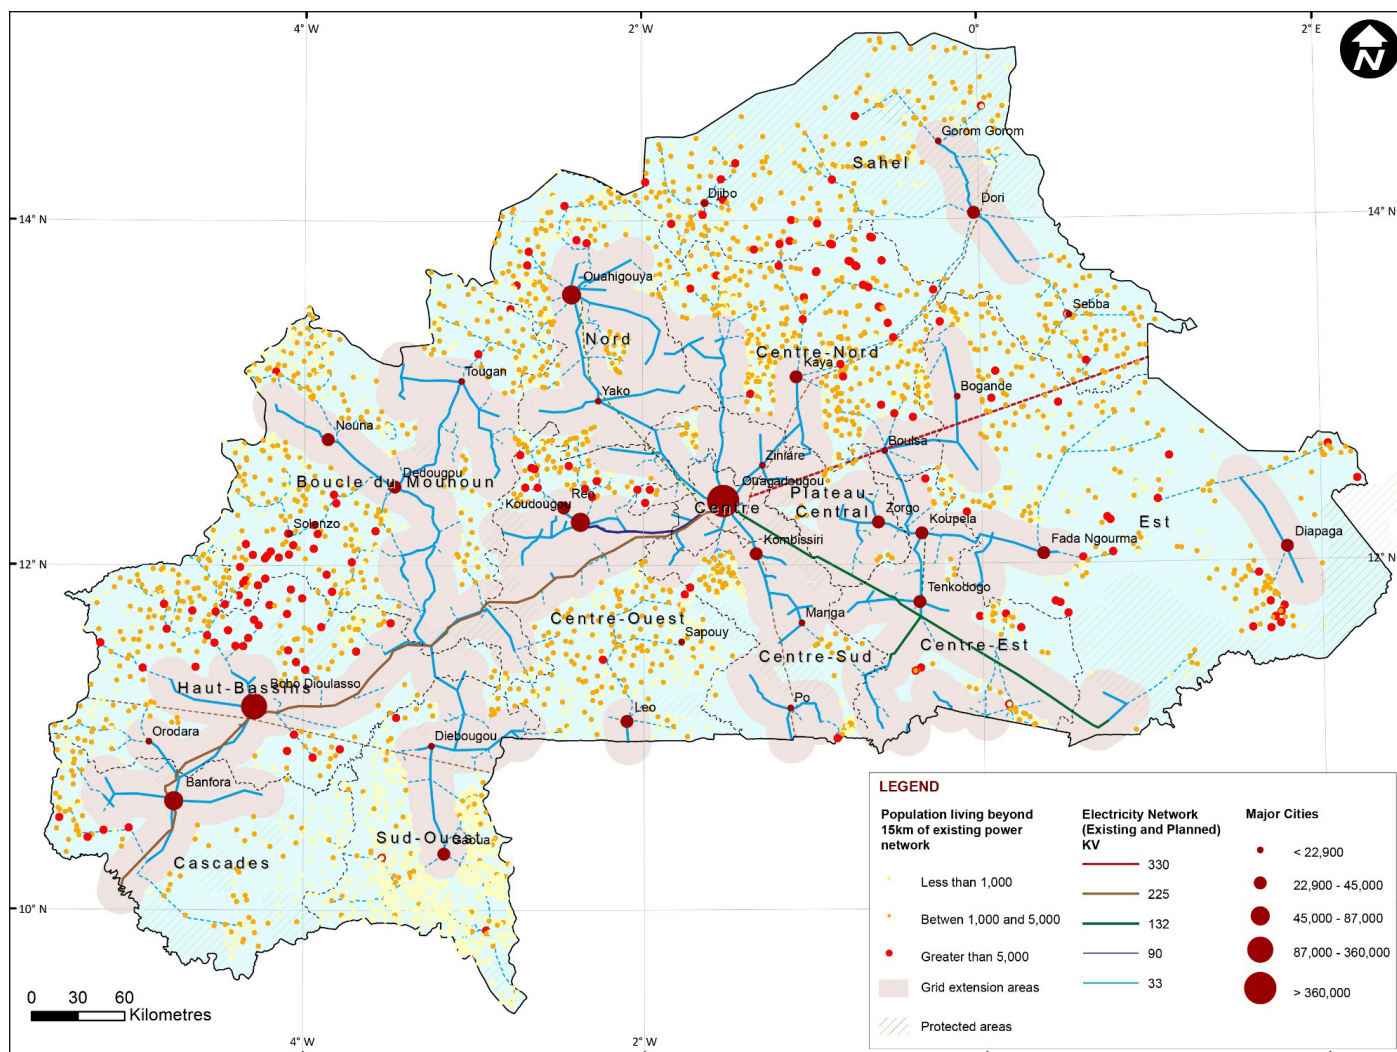 4° W
2° W
0°
2° E
N
Gorom Gorom
Sahel
Djibo
Dori
14° N
14° N
Ouahigouya
Sebba
Nord
Centre-Nord
Kaya
Tougan
Bogande
Yako
Nouna
Boulsa
Ziniare
Dedougou
Boucle du Mouhoun
Ouagadougou
Plateau-
Central
Reo
Koudougou
Centre
Zorgo
Koupela
Est
Solenzo
Kombissiri
Fada Ngourma
Diapaga
12° N
12° N
Tenkodogo
Centre-Ouest
Manga
Sapouy
Centre-Sud
Centre-Est
Haut-Bassins
Bobo Dioulasso
Po
Leo
Orodara
Diebougou
Banfora
Sud-Ouest
Gaoua
Cascades
10° N
0 30 60
Kilometres
4° W
2° W
LEGEND
Population living beyond
15km of existing power
network
Less than 1,000
Betwen 1,000 and 5,000
Greater than 5,000
Grid extension areas
Protected areas
Electricity Network
(Existing and Planned)
KV
330
225
132
90
33
Major Cities
< 22,900
22,900 - 45,000
45,000 - 87,000
87,000 - 360,000
> 360,000